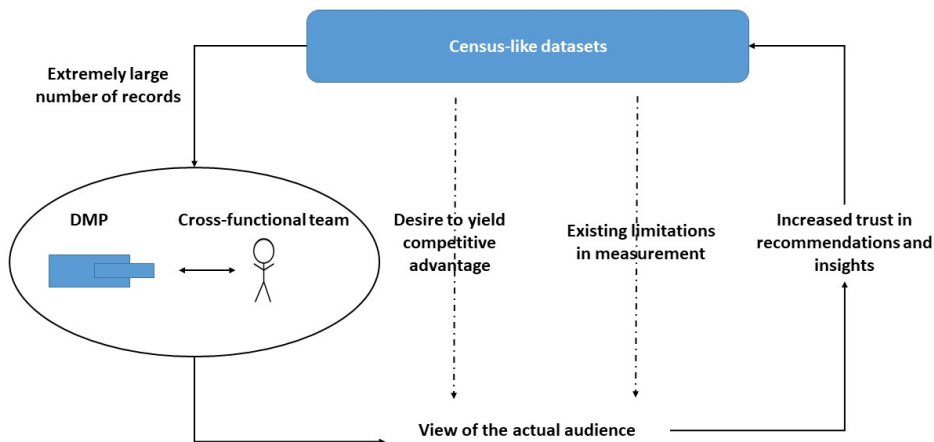 Census-like datasets
Extremely large
number of records
DMP
Cross-functional team
Desire to yield
competitive
advantage
Existing limitations
in measurement
Increased trust in
recommendations and
insights
View of the actual audience